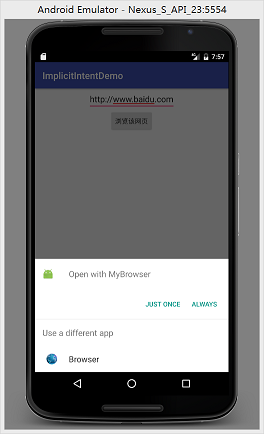 Android Emulator - Nexus_S_API_23:5554
7:57
ImplicitIntentDemo
http://www.baidu.com
浏览该网页
Open with MyBrowser
JUST ONCE ALWAYS
Use a different app
Browser